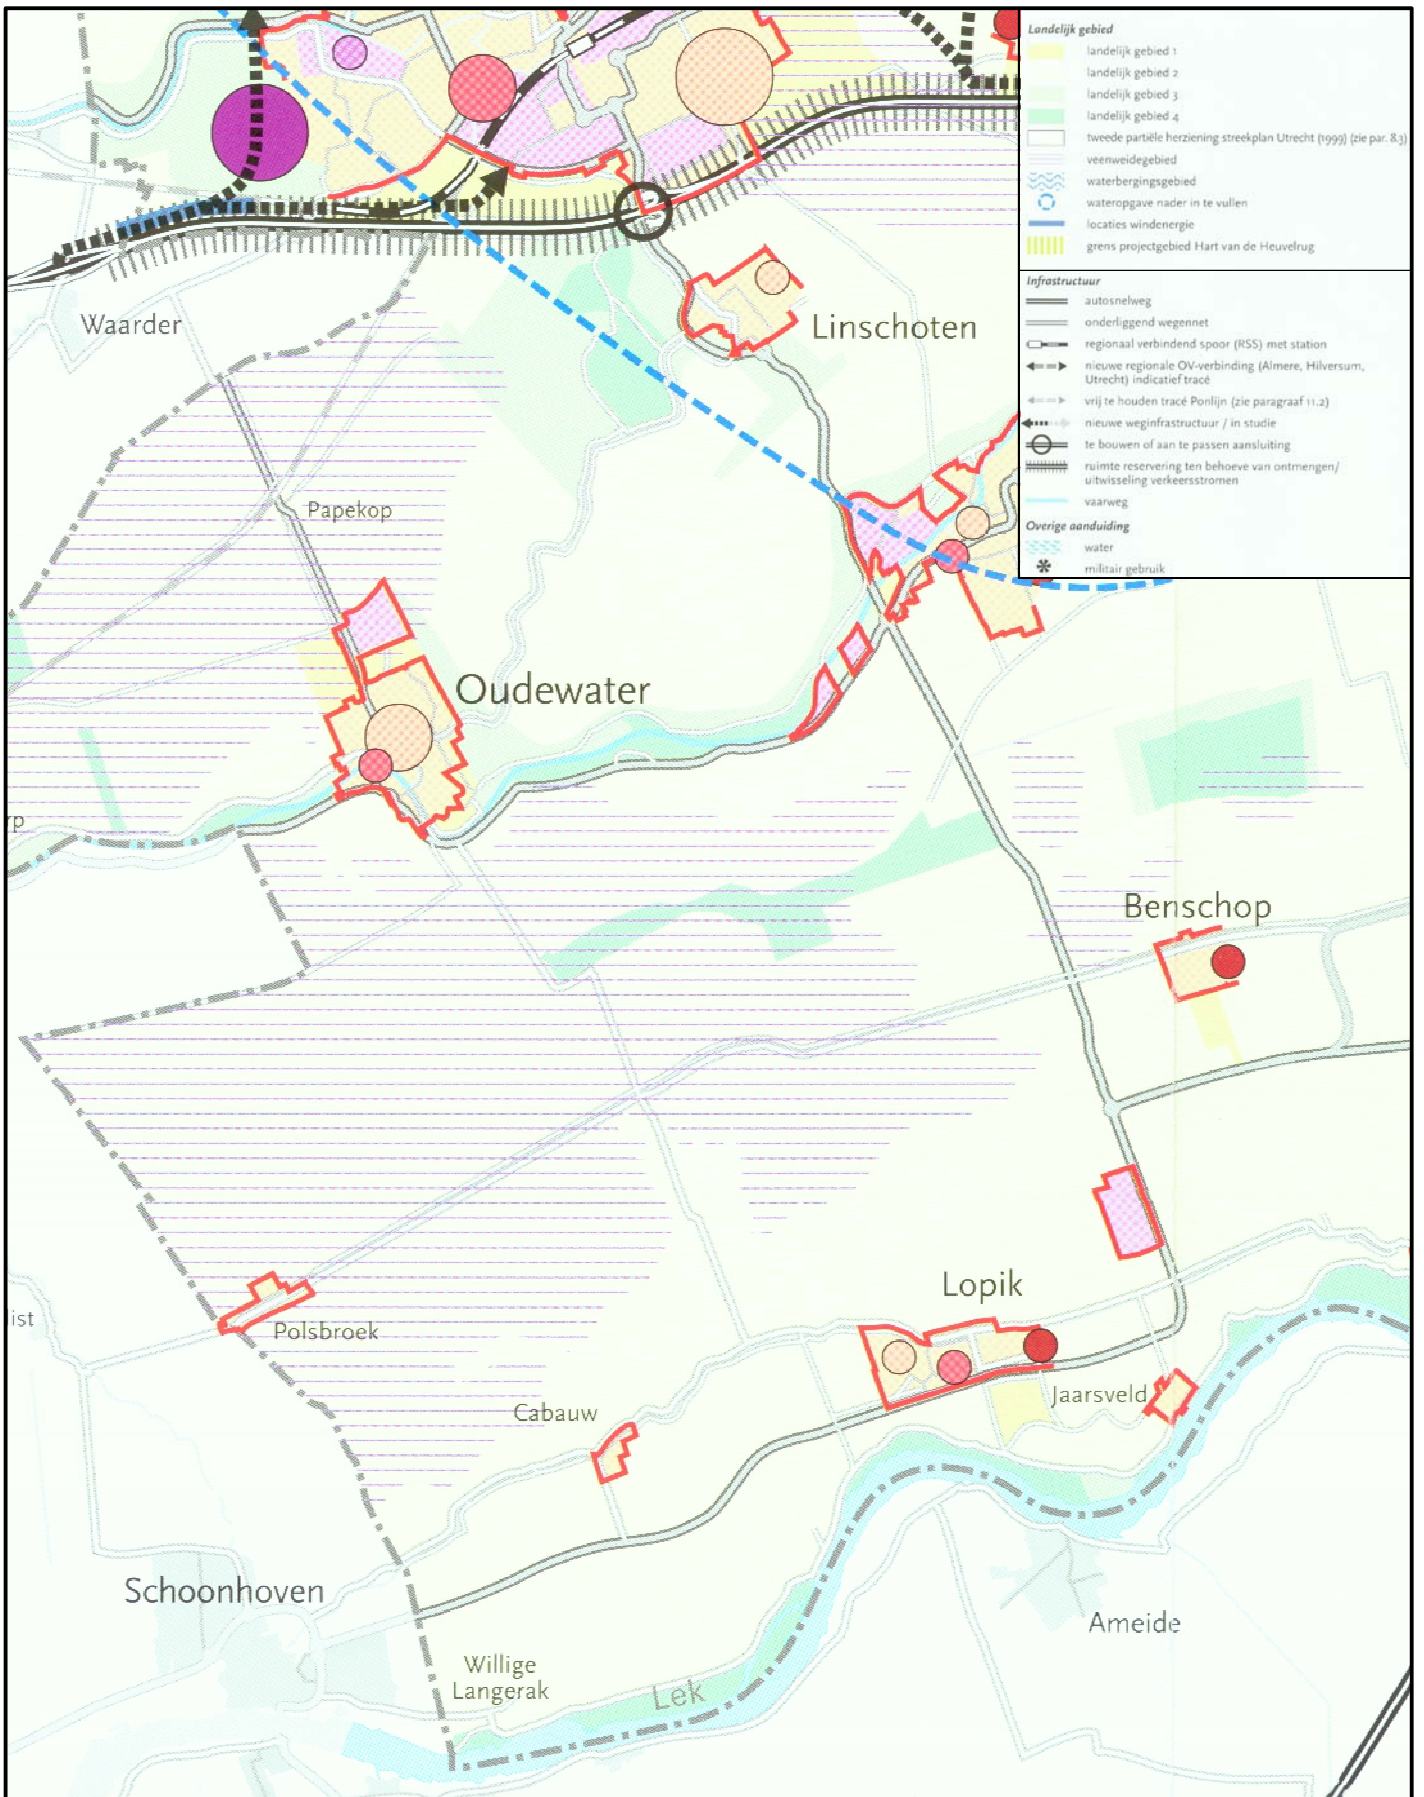 Landelijk gebied
landelijk gebied 1
landelijk gebied 2
landelijk gebied 3
landelijk gebied 4
tweede partiële herziening streekplan Utrecht (1999) (zie par. 8.3)
veenweidegebied
waterbergingsgebied
wateropgave nader in te vullen
locaties windenergie
grens projectgebied Hart van de Heuvelrug
Infrastructuur
autosnelweg
onderliggend wegennet
regionaal verbindend spoor (RSS) met station
nieuwe regionale OV-verbinding (Almere, Hilversum,
Utrecht) indicatief tracé
vrij te houden tracé Ponlijn (zie paragraaf 11.2)
nieuwe weginfrastructuur / in studie
te bouwen of aan te passen aansluiting
ruimte reservering ten behoeve van ontmengen/
uitwisseling verkeersstromen
vaarweg
Overige aanduiding
water
militair gebruik
Waarder
Linschoten
Papekop
Oudewater
rp
Benschop
Lopik
ist
Polsbroek
Jaarsveld
Cabauw
Schoonhoven
Ameide
Willige
Langerak
Lek